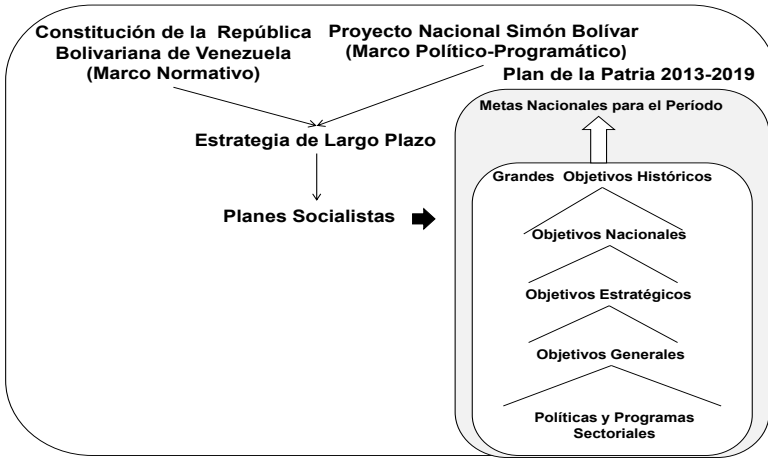 Constitución de la República
Bolivariana de Venezuela
(Marco Normativo)
Proyecto Nacional Simón Bolívar
(Marco Político-Programático)
Plan de la Patria 2013-2019
Metas Nacionales para el Período
Estrategia de Largo Plazo
Grandes Objetivos Históricos
Planes Socialistas
Objetivos Nacionales
Objetivos Estratégicos
Objetivos Generales
Políticas y Programas
Sectoriales